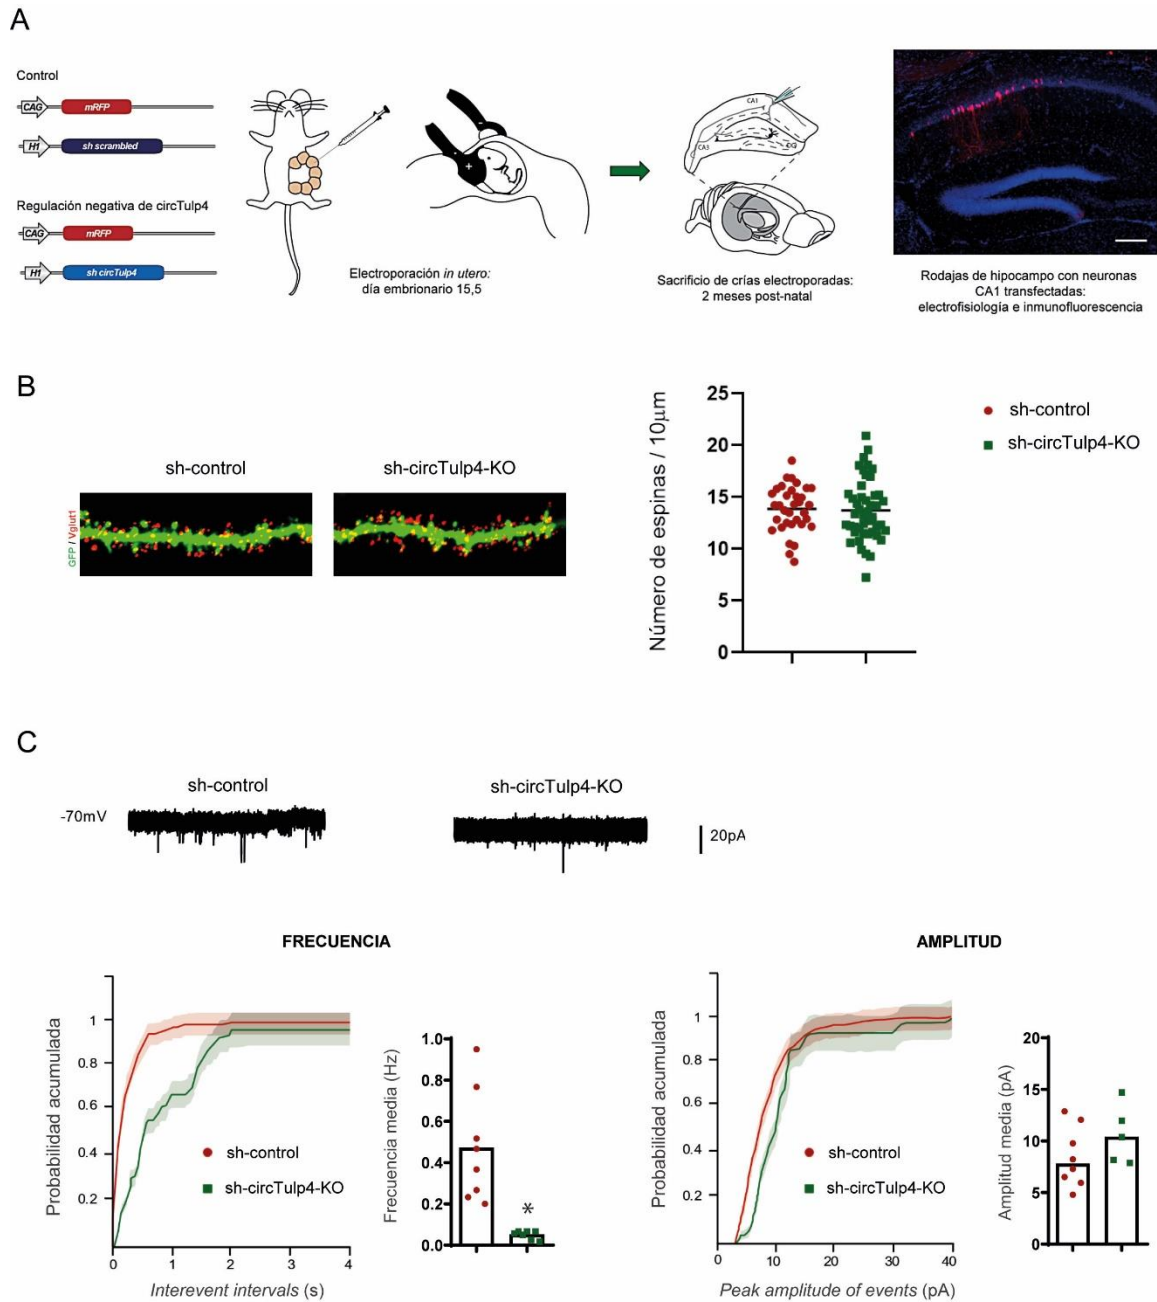 A
Control
CAG
mRFP
H1
sh scrambled
Regulación negativa de circTulp4
CAG
mRFP
H1
sh circTulp4
Electroporación in utero:
día embrionario 15,5
CA1
CA3
Sacrificio de crías electroporadas:
2 meses post-natal
Rodajas de hipocampo con neuronas
CA1 transfectadas:
electrofisiología e inmunofluorescencia
B
sh-control
sh-circTulp4-KO
GFP / Vglut1
Número de espinas / 10µm
25
20
15
10
5
0
sh-control
sh-circTulp4-KO
C
sh-control
sh-circTulp4-KO
-70mV
20pA
FRECUENCIA
Probabilidad acumulada
1
0.8
0.6
0.4
0.2
0 1 2 3 4
Interevent intervals (s)
sh-control
sh-circTulp4-KO
Frecuencia media (Hz)
1.0
0.8
0.6
0.4
0.2
0.0
*
AMPLITUD
Probabilidad acumulada
1
0.8
0.6
0.4
0.2
0 10 20 30 40
Peak amplitude of events (pA)
sh-control
sh-circTulp4-KO
Amplitud media (pA)
20
15
10
5
0